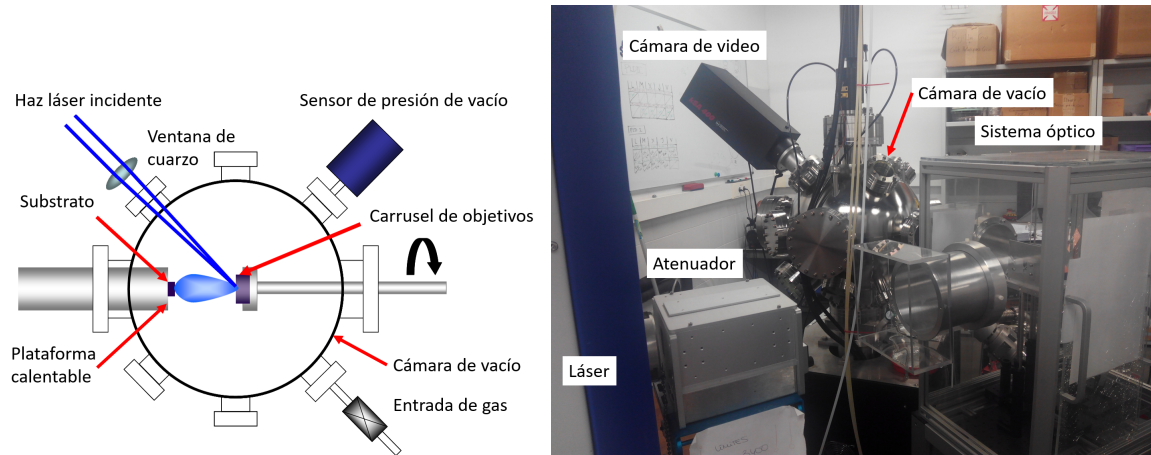 Haz láser incidente
Sensor de presión de vacío
Ventana de
cuarzo
Substrato
Carrusel de objetivos
Plataforma
calentable
Cámara de vacío
Entrada de gas
Cámara de video
Cámara de vacío
Sistema óptico
Atenuador
Láser